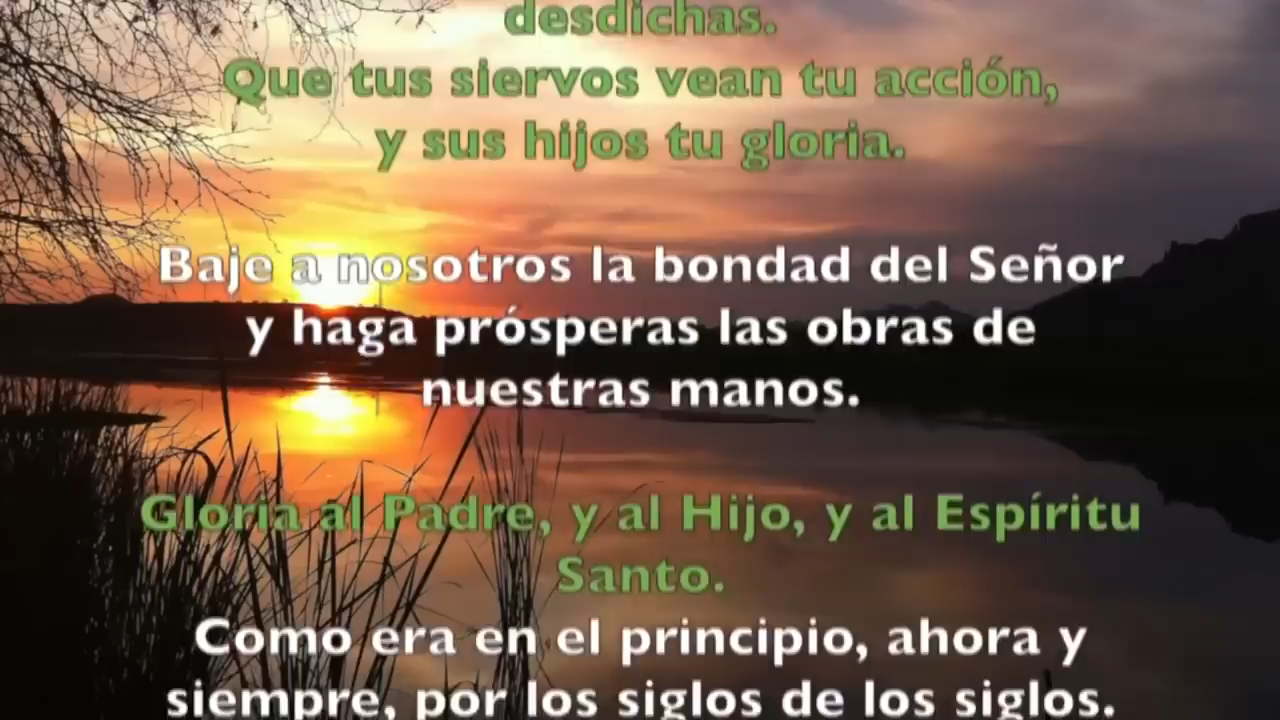 desdichas.
Que tus siervos vean tu acción,
y sus hijos tu gloria.
Baje a nosotros la bondad del Señor
y haga prósperas las obras de
nuestras manos.
Gloria al Padre, y al Hijo, y al Espíritu
Santo.
Como era en el principio, ahora y
siempre, por los siglos de los siglos.